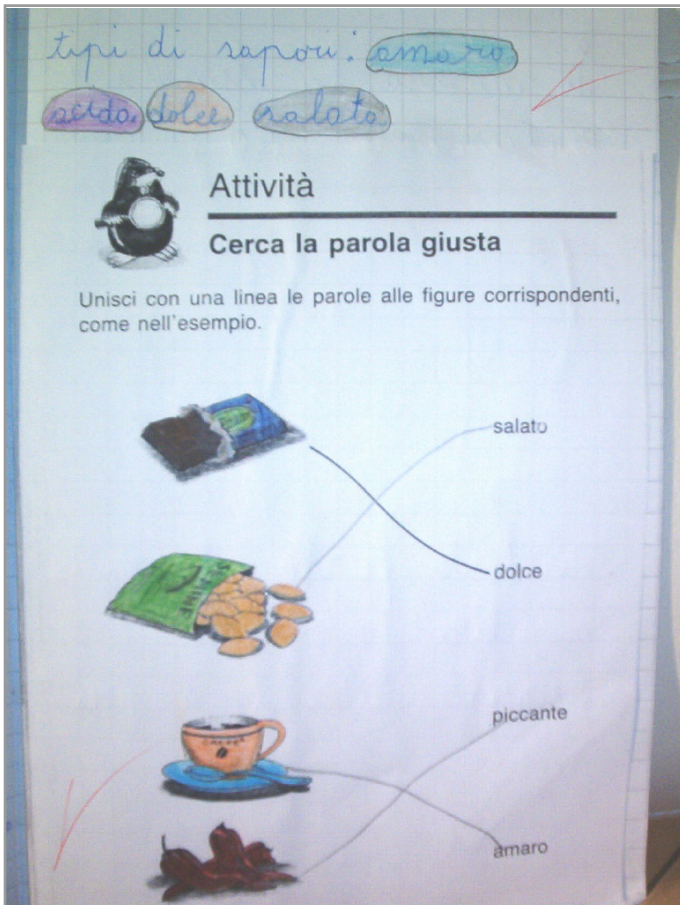 tipi di sapori: amaro
acido dolce salato
Attività
Cerca la parola giusta
Unisci con una linea le parole alle figure corrispondenti,
come nell'esempio.
salato
dolce
piccante
amaro